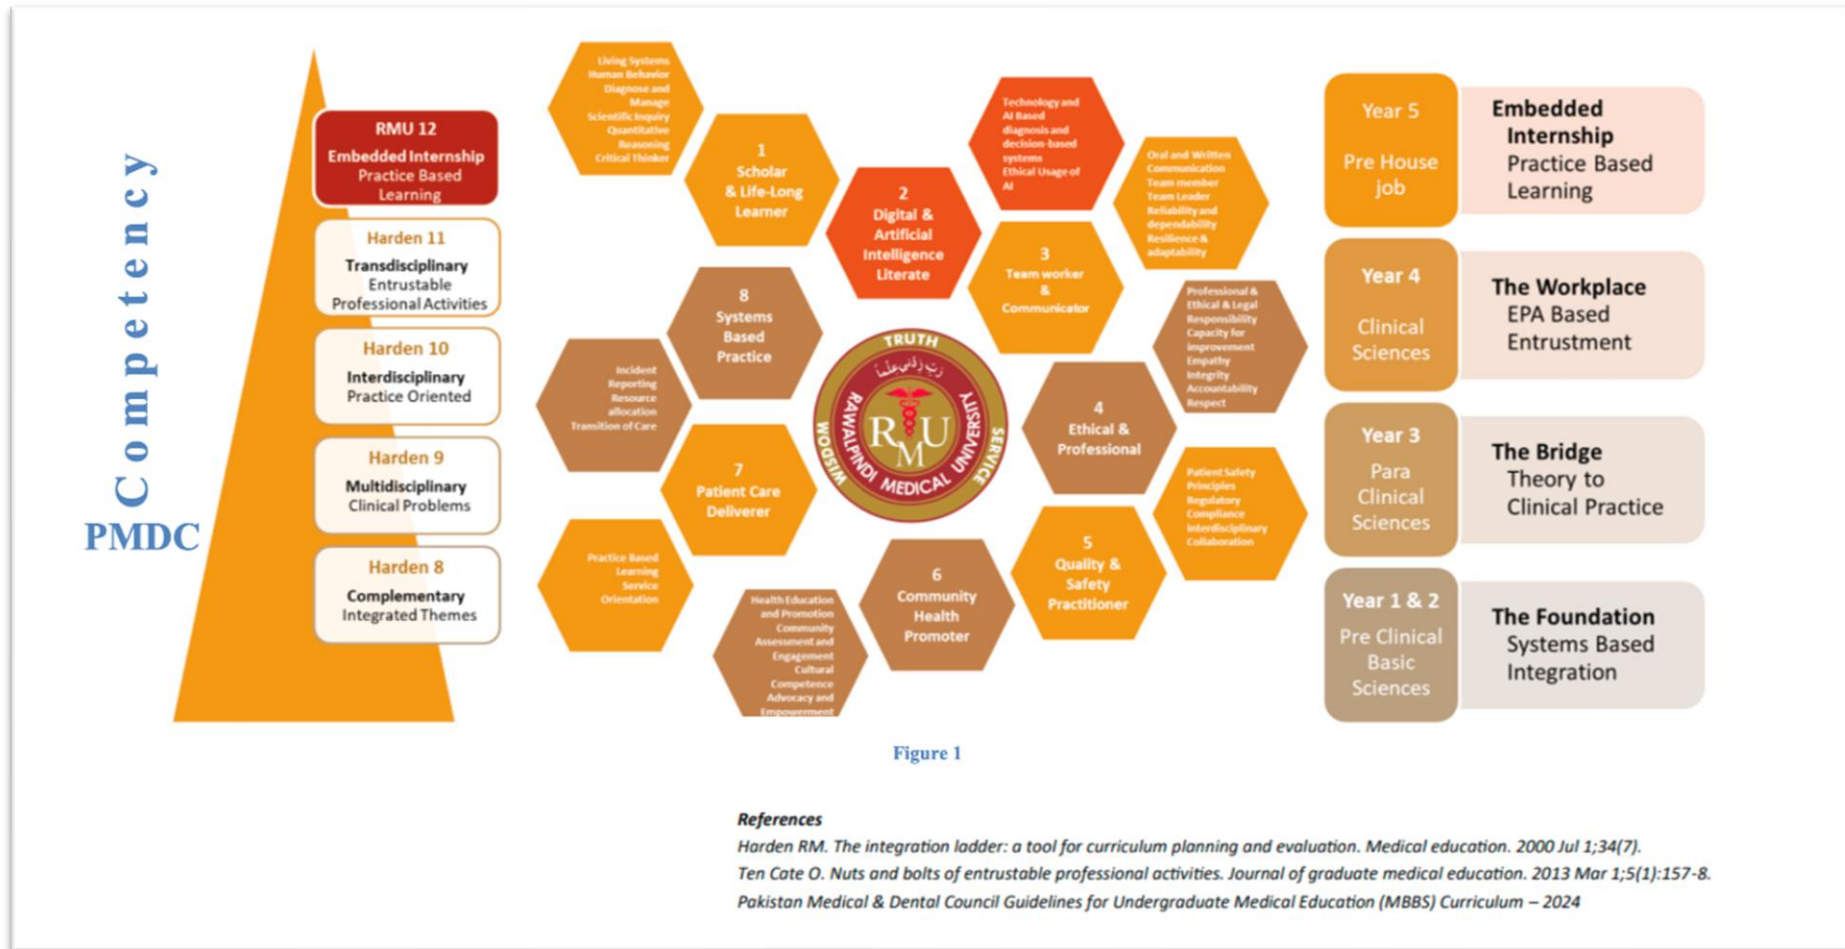 Competency
PMDC
RMU 12
Embedded Internship
Practice Based
Learning
Harden 11
Transdisciplinary
Entrustable
Professional Activities
Harden 10
Interdisciplinary
Practice Oriented
Harden 9
Multidisciplinary
Clinical Problems
Harden 8
Complementary
Integrated Themes
Living Systems
Human Behavior
Diagnose and
Manage
Scientific Inquiry
Quantitative
Reasoning
Critical Thinker
1
Scholar
& Life-Long
Learner
Technology and
AI Based
diagnosis and
decision-based
systems
Ethical Usage of
AI
2
Digital &
Artificial
Intelligence
Literate
Oral and Written
Communication
Team member
Team Leader
Reliability and
dependability
Resilience &
adaptability
3
Team worker
&
Communicator
Professional &
Ethical & Legal
Responsibility
Capacity for
improvement
Empathy
Integrity
Accountability
Respect
4
Ethical &
Professional
Patient Safety
Principles
Regulatory
Compliance
Interdisciplinary
Collaboration
5
Quality &
Safety
Practitioner
6
Community
Health
Promoter
Health Education
and Promotion
Community
Assessment and
Engagement
Cultural
Competence
Advocacy and
Empowerment
7
Patient Care
Deliverer
Practice Based
Learning
Service
Orientation
8
Systems
Based
Practice
Incident
Reporting
Resource
allocation
Transition of Care
TRUTH
WISDOM
SERVICE
رَبِّ زِدْنِي عِلْمًا
RAWALPINDI MEDICAL UNIVERSITY
RMU
Year 5
Pre House
job
Embedded
Internship
Practice Based
Learning
Year 4
Clinical
Sciences
The Workplace
EPA Based
Entrustment
Year 3
Para
Clinical
Sciences
The Bridge
Theory to
Clinical Practice
Year 1 & 2
Pre Clinical
Basic
Sciences
The Foundation
Systems Based
Integration
Figure 1
References
Harden RM. The integration ladder: a tool for curriculum planning and evaluation. Medical education. 2000 Jul 1;34(7).
Ten Cate O. Nuts and bolts of entrustable professional activities. Journal of graduate medical education. 2013 Mar 1;5(1):157-8.
Pakistan Medical & Dental Council Guidelines for Undergraduate Medical Education (MBBS) Curriculum – 2024